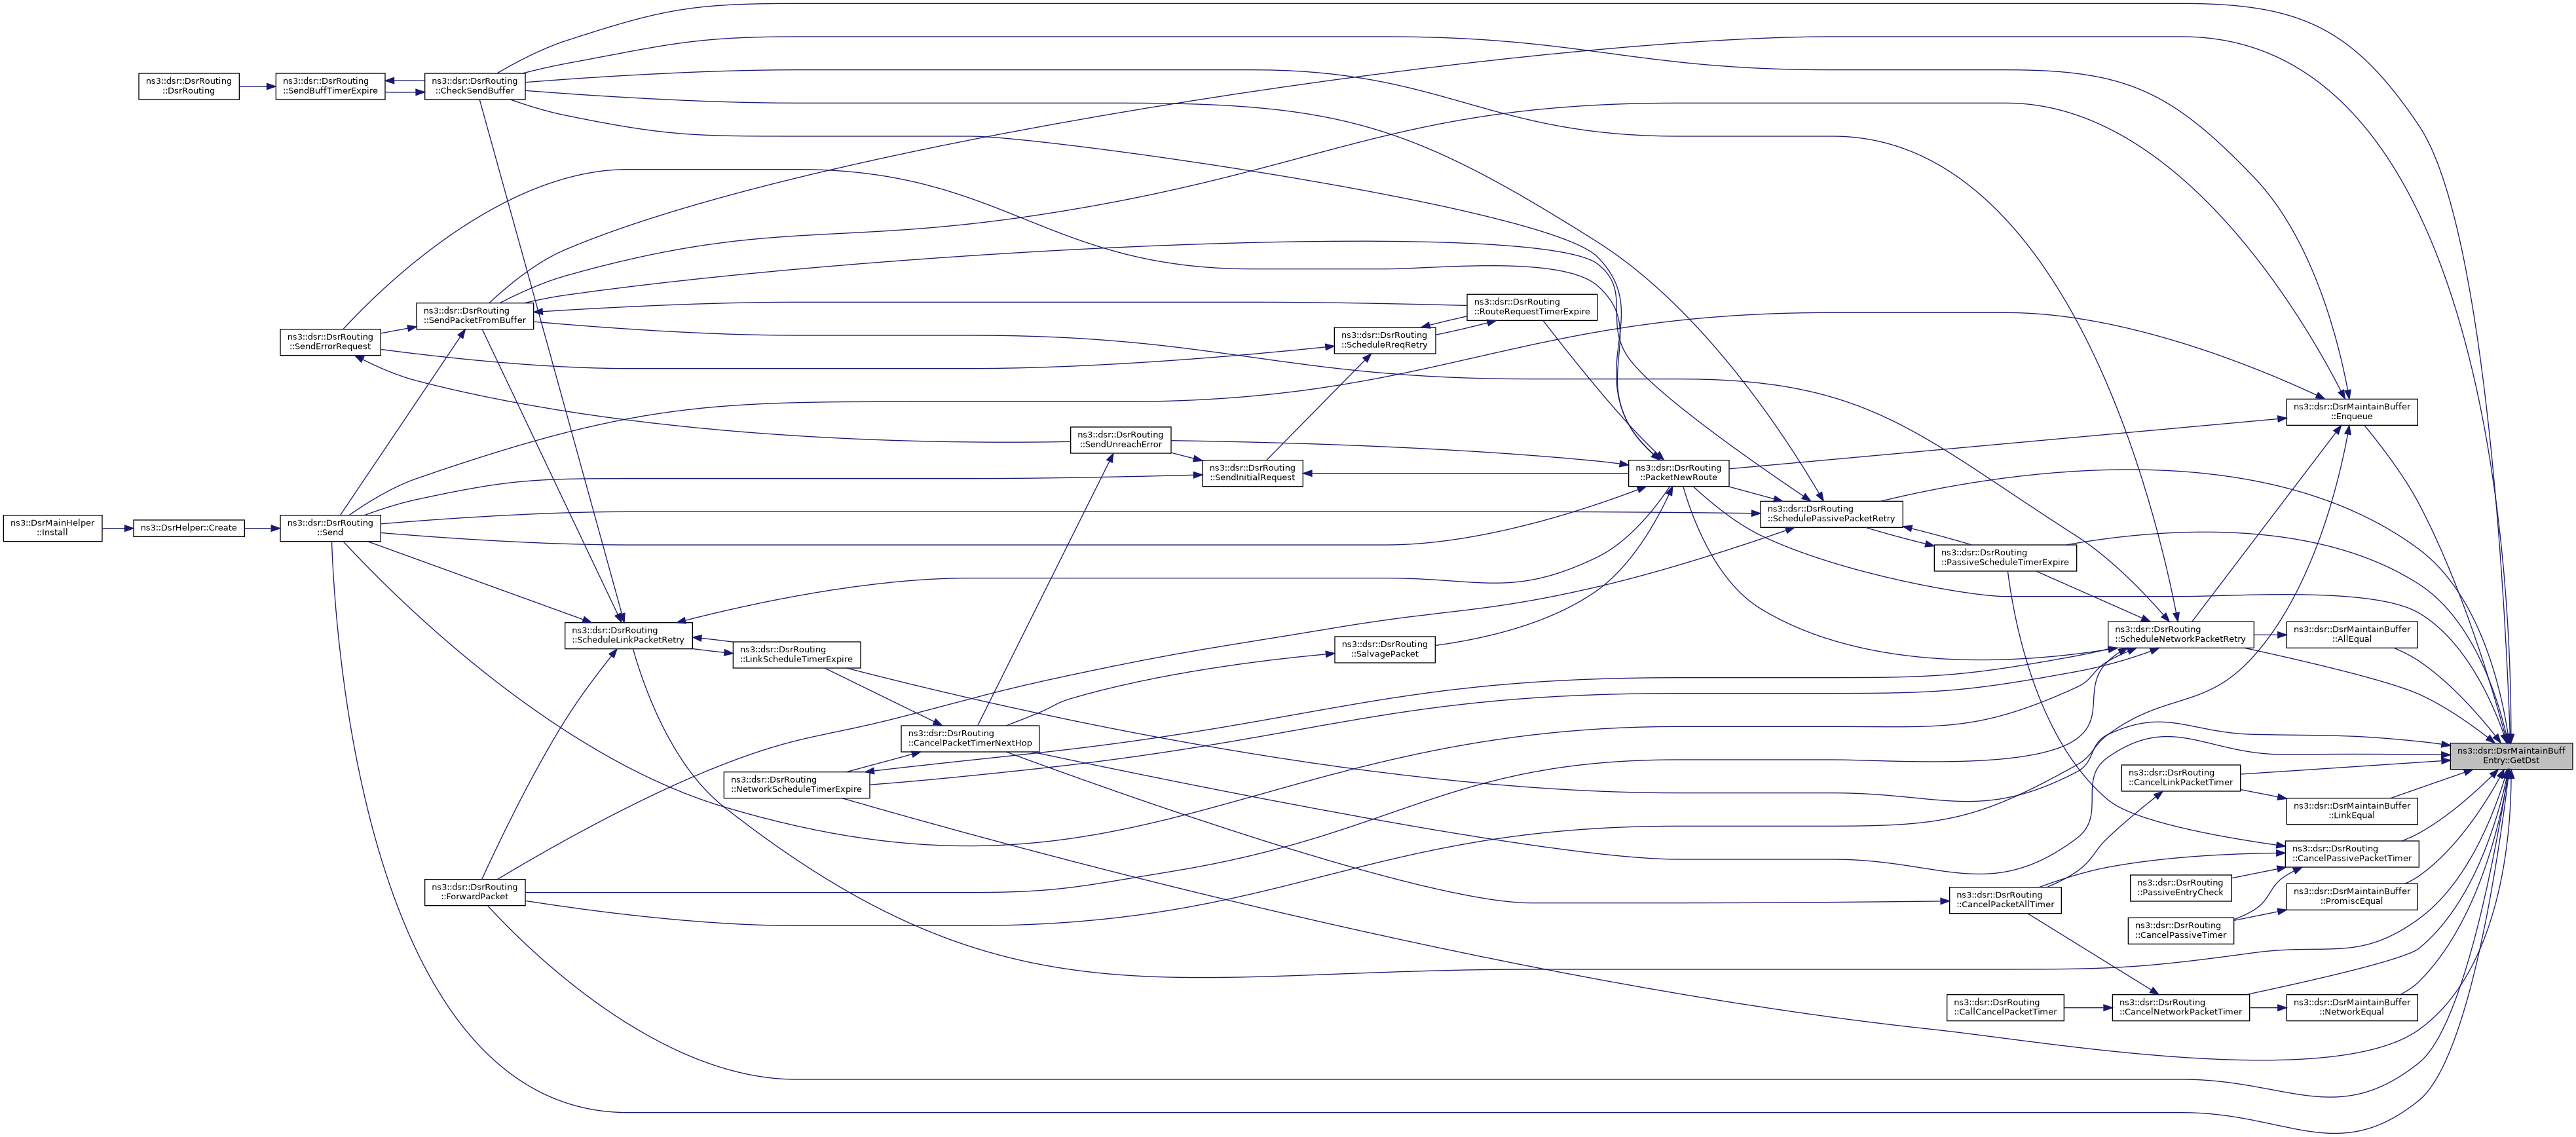 ns3::dsr::DsrRouting
::DsrRouting
ns3::dsr::DsrRouting
::SendBuffTimerExpire
ns3::dsr::DsrRouting
::CheckSendBuffer
ns3::dsr::DsrRouting
::SendPacketFromBuffer
ns3::dsr::DsrRouting
::SendErrorRequest
ns3::dsr::DsrRouting
::RouteRequestTimerExpire
ns3::dsr::DsrRouting
::ScheduleRreqRetry
ns3::dsr::DsrMaintainBuffer
::Enqueue
ns3::dsr::DsrRouting
::SendUnreachError
ns3::dsr::DsrRouting
::SendInitialRequest
ns3::dsr::DsrRouting
::PacketNewRoute
ns3::dsr::DsrRouting
::SchedulePassivePacketRetry
ns3::DsrMainHelper
::Install
ns3::DsrHelper::Create
ns3::dsr::DsrRouting
::Send
ns3::dsr::DsrRouting
::PassiveScheduleTimerExpire
ns3::dsr::DsrRouting
::ScheduleLinkPacketRetry
ns3::dsr::DsrRouting
::LinkScheduleTimerExpire
ns3::dsr::DsrRouting
::SalvagePacket
ns3::dsr::DsrRouting
::ScheduleNetworkPacketRetry
ns3::dsr::DsrMaintainBuffer
::AllEqual
ns3::dsr::DsrRouting
::CancelPacketTimerNextHop
ns3::dsr::DsrMaintainBuff
Entry::GetDst
ns3::dsr::DsrRouting
::NetworkScheduleTimerExpire
ns3::dsr::DsrRouting
::CancelLinkPacketTimer
ns3::dsr::DsrMaintainBuffer
::LinkEqual
ns3::dsr::DsrRouting
::CancelPassivePacketTimer
ns3::dsr::DsrRouting
::ForwardPacket
ns3::dsr::DsrRouting
::PassiveEntryCheck
ns3::dsr::DsrRouting
::CancelPacketAllTimer
ns3::dsr::DsrMaintainBuffer
::PromiscEqual
ns3::dsr::DsrRouting
::CancelPassiveTimer
ns3::dsr::DsrRouting
::CallCancelPacketTimer
ns3::dsr::DsrRouting
::CancelNetworkPacketTimer
ns3::dsr::DsrMaintainBuffer
::NetworkEqual